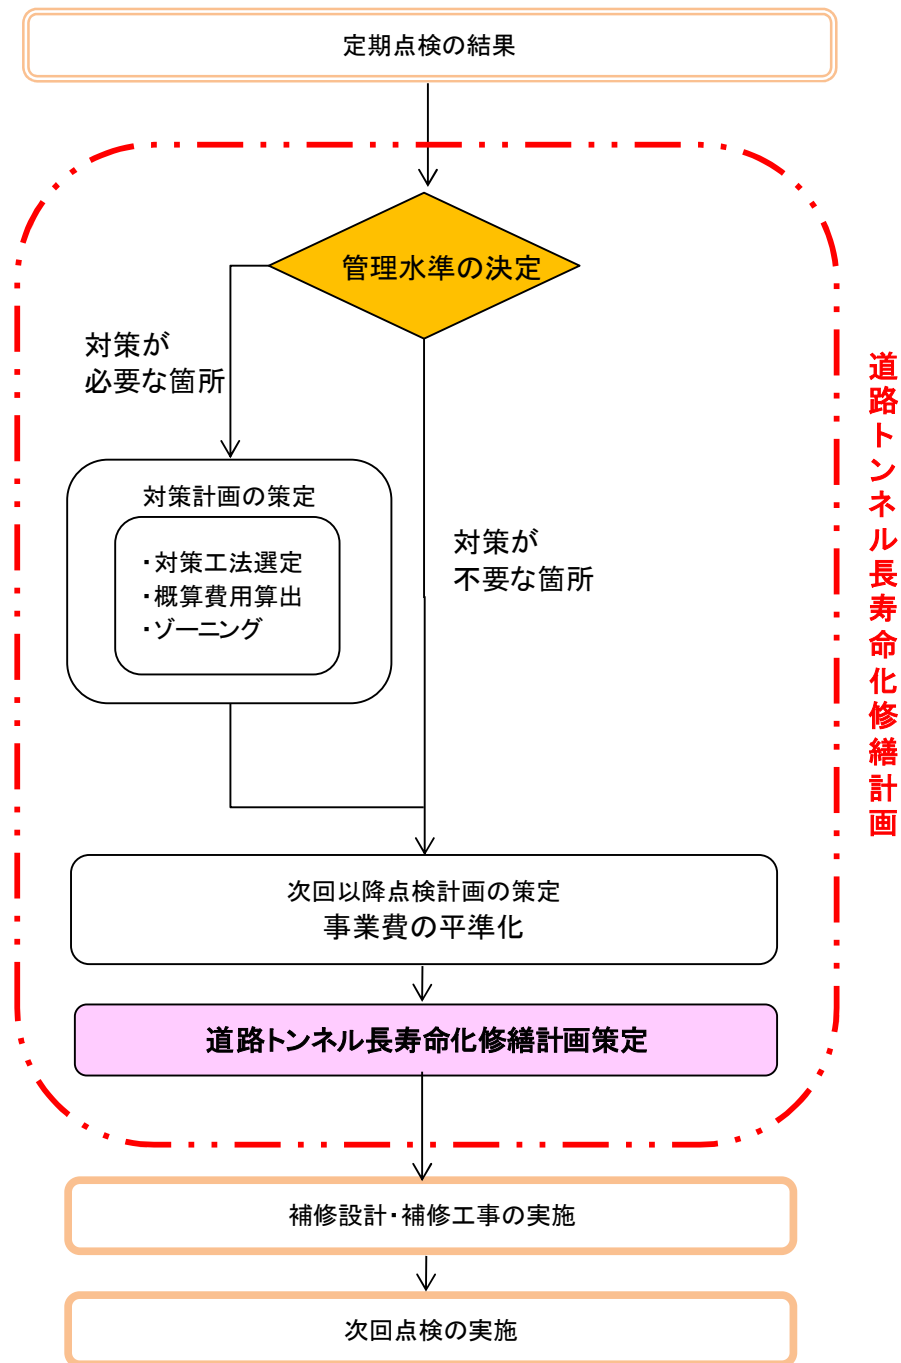 定期点検の結果
管理水準の決定
対策が
必要な箇所
対策計画の策定
・対策工法選定
・概算費用算出
・ゾーニング
対策が
不要な箇所
次回以降点検計画の策定
事業費の平準化
道路トンネル長寿命化修繕計画策定
補修設計・補修工事の実施
次回点検の実施
道路トンネル長寿命化修繕計画